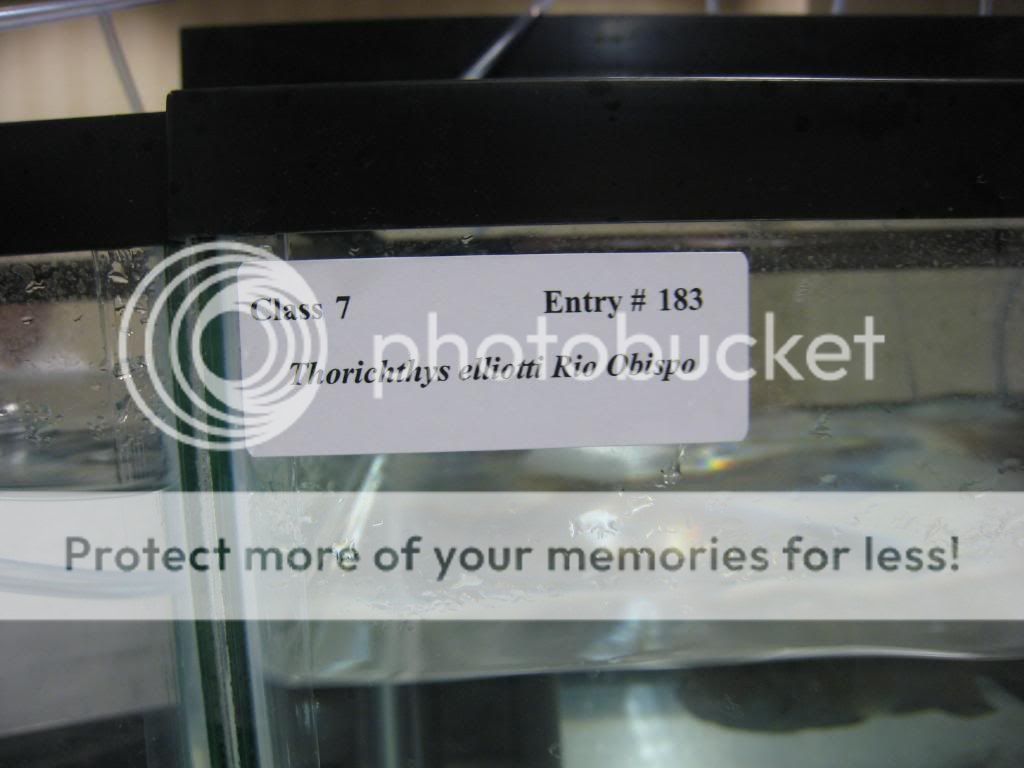 Class 7 Entry # 183
photobucket
Thorichthys elliotti Rio Obispo
Protect more of your memories for less!